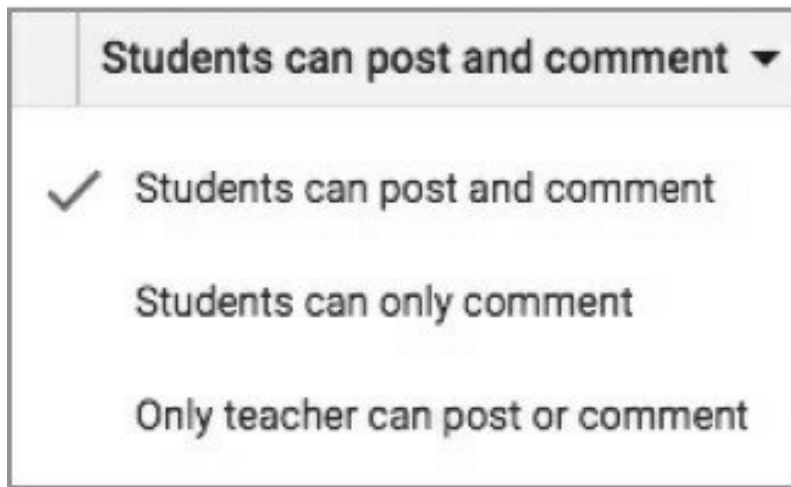 Students can post and comment
Students can post and comment
Students can only comment
Only teacher can post or comment